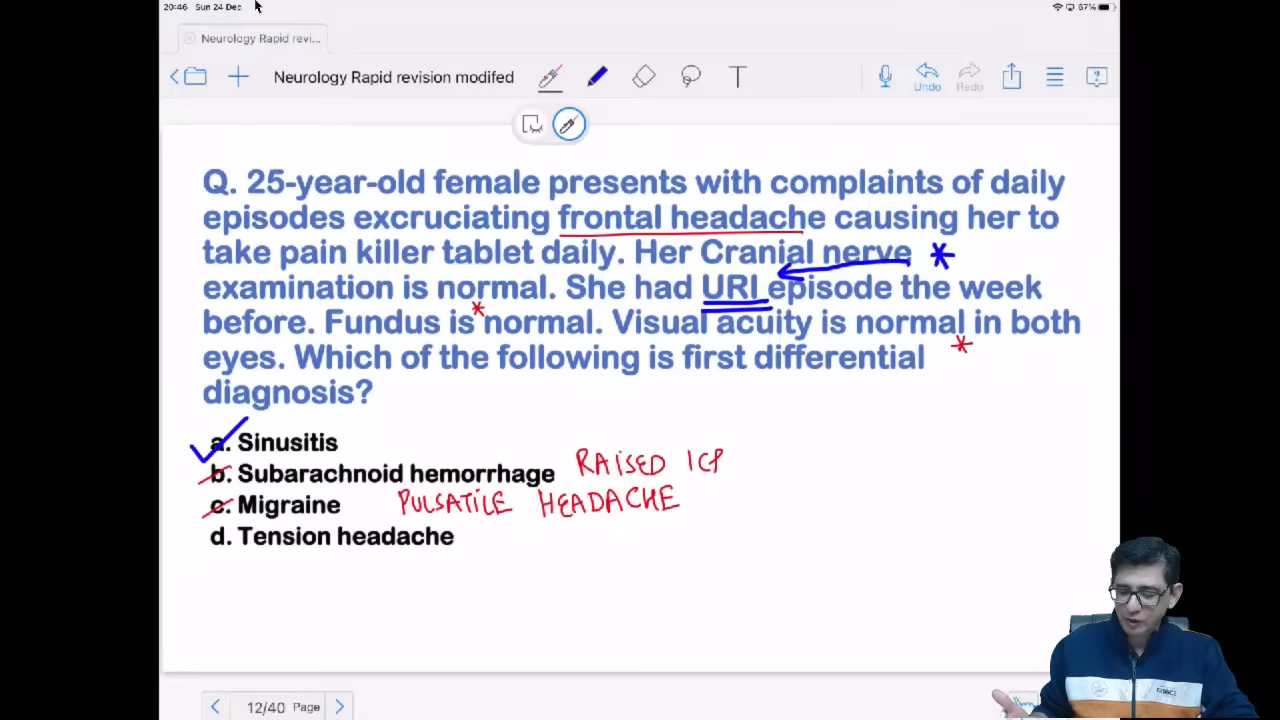 20:46 Sun 24 Dec
67%
Neurology Rapid revi...
Neurology Rapid revision modifed
T
Undo
Redo
Q. 25-year-old female presents with complaints of daily
episodes excruciating frontal headache causing her to
take pain killer tablet daily. Her Cranial nerve
examination is normal. She had URI episode the week
before. Fundus is normal. Visual acuity is normal in both
eyes. Which of the following is first differential
diagnosis?
a. Sinusitis
b. Subarachnoid hemorrhage RAISED ICP
c. Migraine PULSATILE HEADACHE
d. Tension headache
12/40 Page